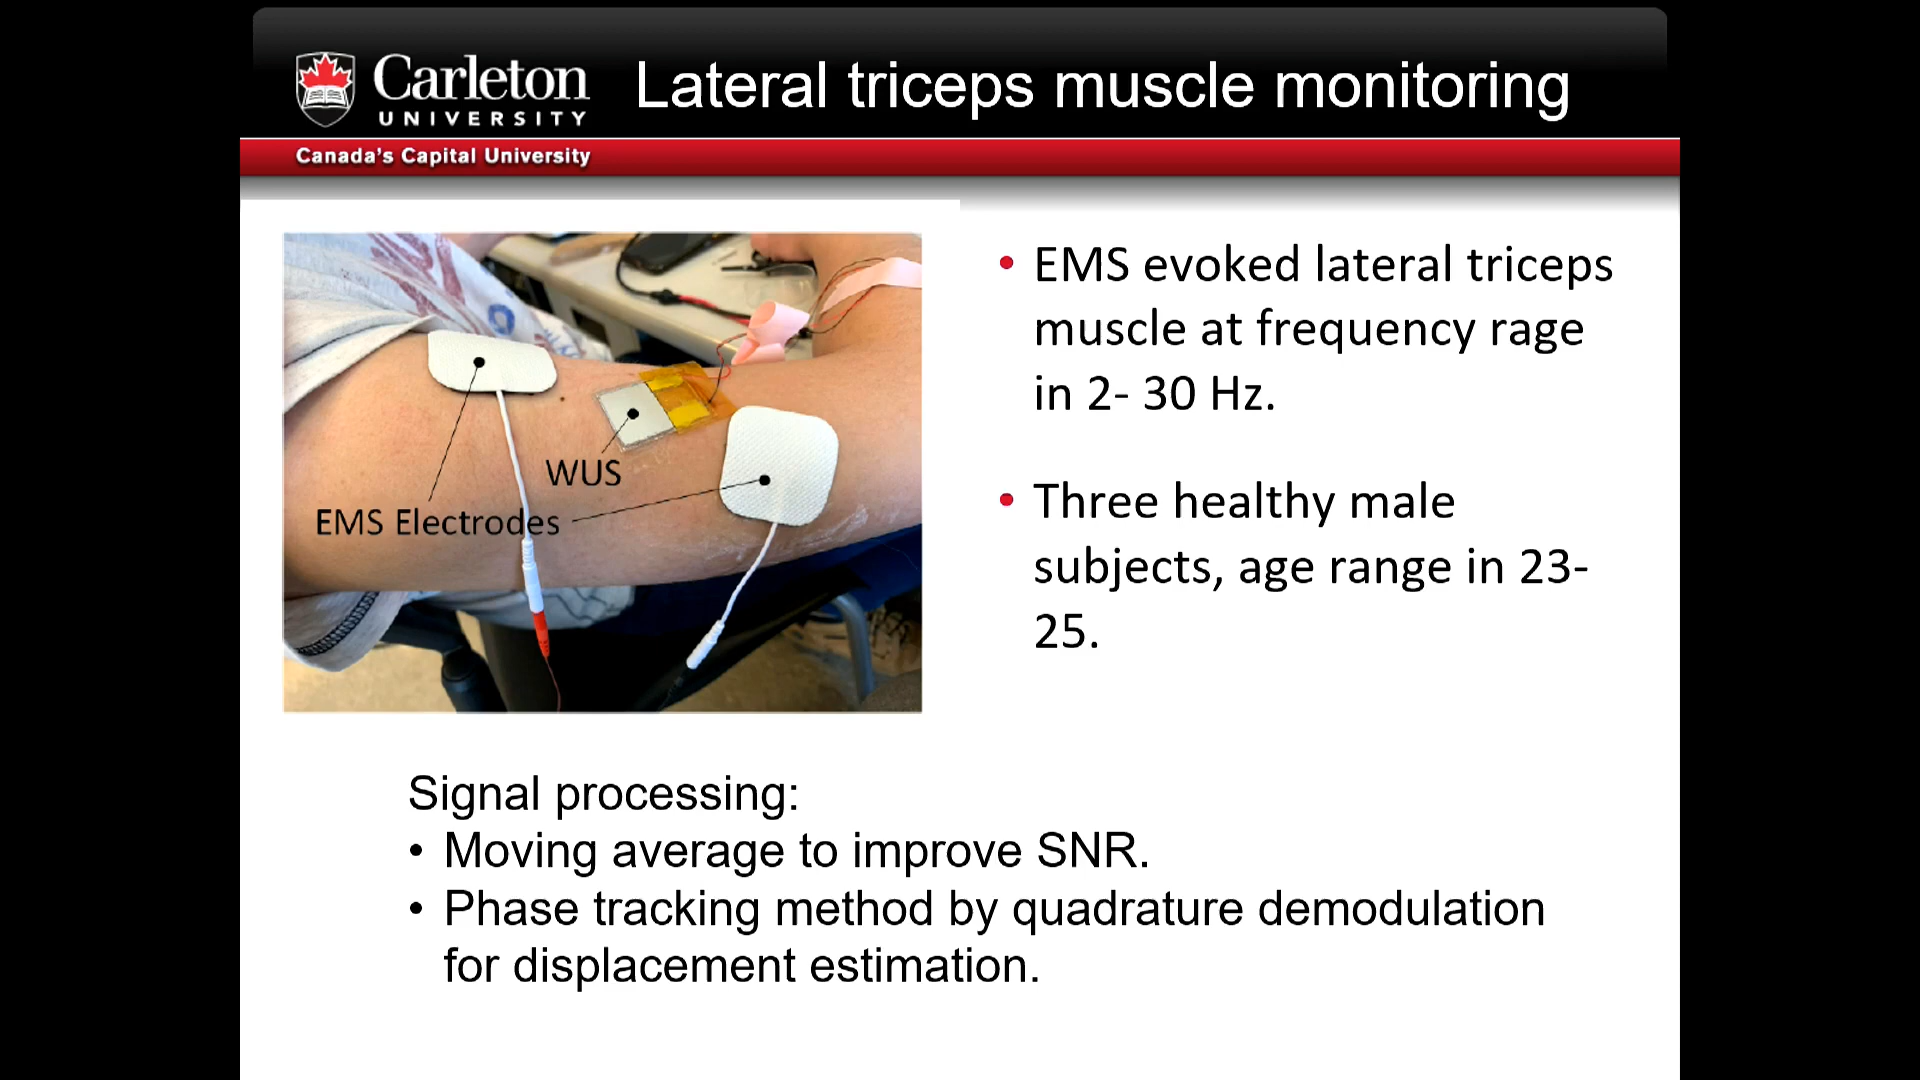 Carleton
UNIVERSITY
Canada's Capital University
Lateral triceps muscle monitoring
WUS
EMS Electrodes
• EMS evoked lateral triceps
muscle at frequency rage
in 2- 30 Hz.
• Three healthy male
subjects, age range in 23-
25.
Signal processing:
• Moving average to improve SNR.
• Phase tracking method by quadrature demodulation
for displacement estimation.